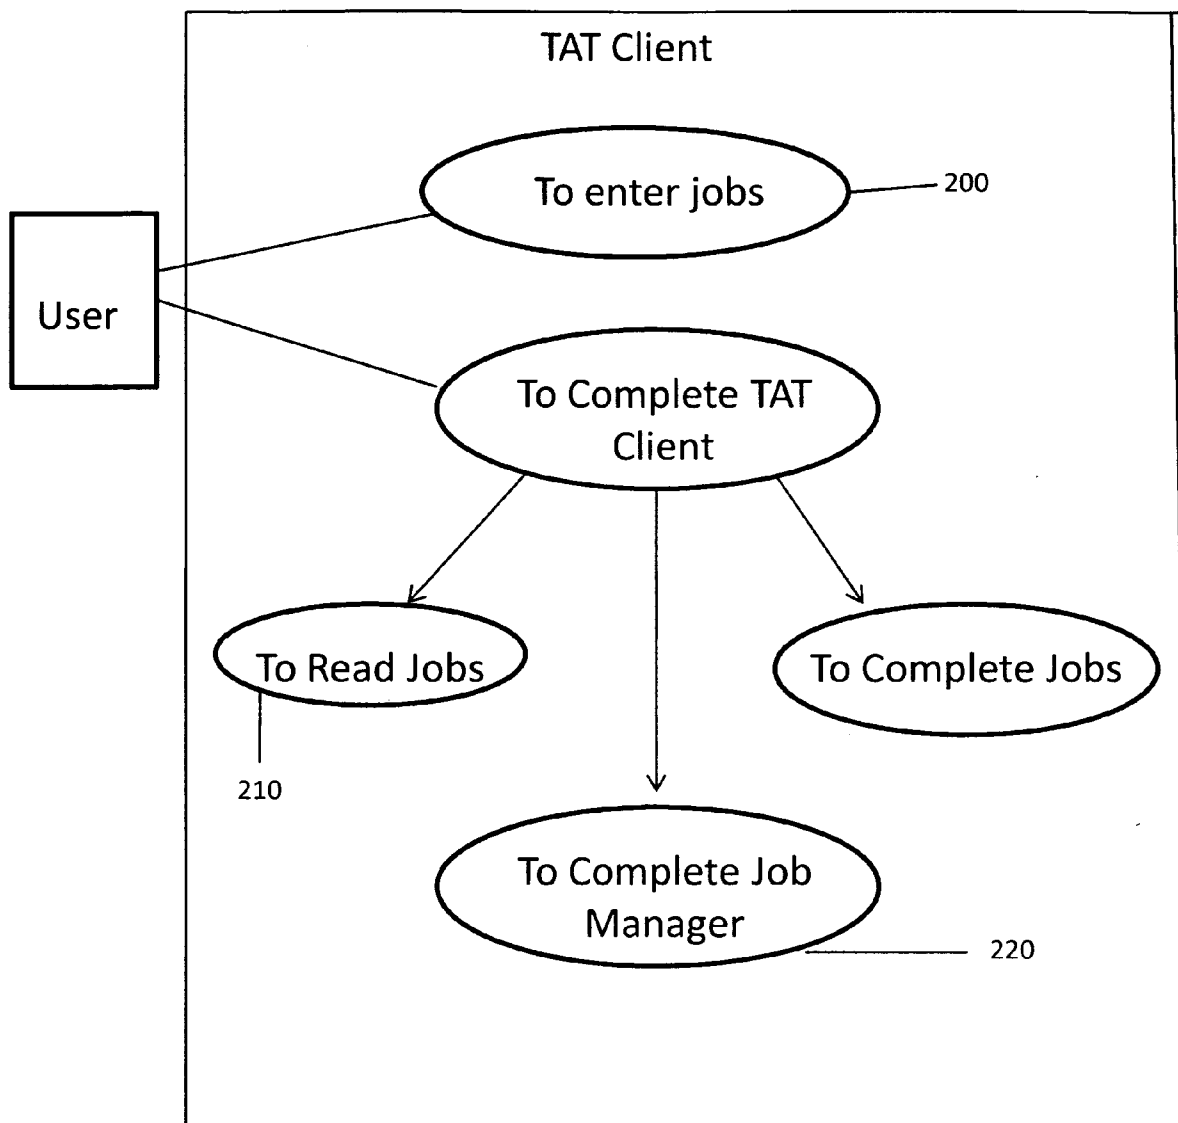 TAT Client
To enter jobs
200
User
To Complete TAT
Client
To Read Jobs
To Complete Jobs
210
To Complete Job
Manager
220